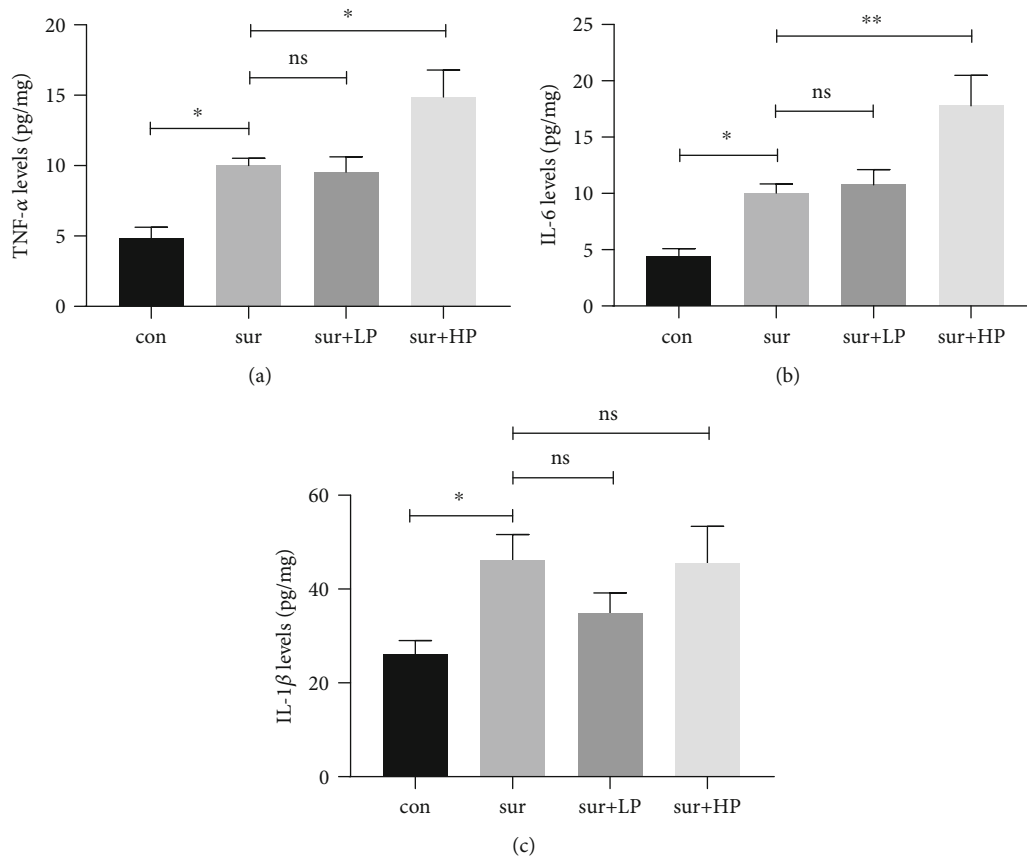 TNF-α levels (pg/mg)
20
15
10
5
0
*
ns
*
con
sur
sur+LP
sur+HP
(a)
IL-6 levels (pg/mg)
25
20
15
10
5
0
**
ns
*
con
sur
sur+LP
sur+HP
(b)
IL-1β levels (pg/mg)
60
40
20
0
ns
ns
*
con
sur
sur+LP
sur+HP
(c)